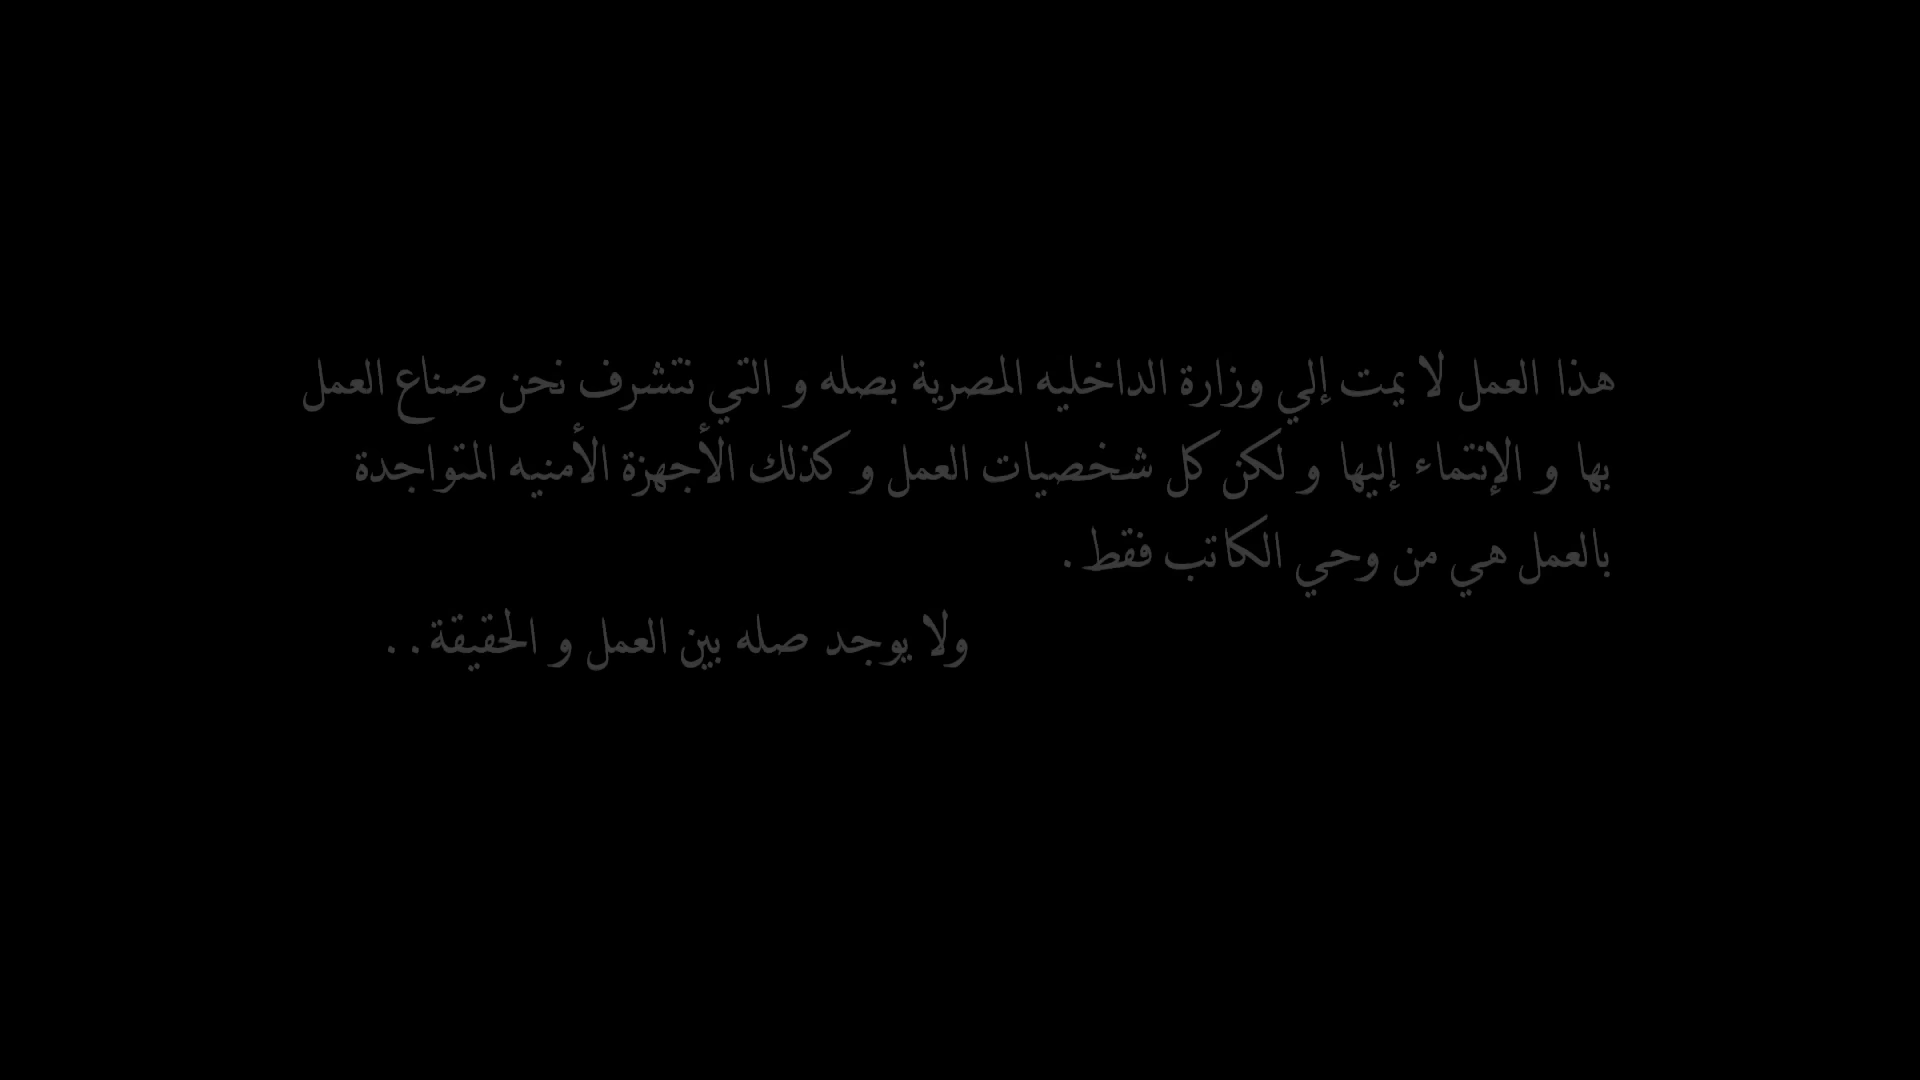 هذا العمل لا يمت إلي وزارة الداخليه المصرية بصله و التي نتشرف نحن صناع العمل
بها و الإنتماء إليها و لكن كل شخصيات العمل و كذلك الأجهزة الأمنيه المتواجدة
بالعمل هي من وحي الكاتب فقط .
ولا يوجد صله بين العمل و الحقيقة . .